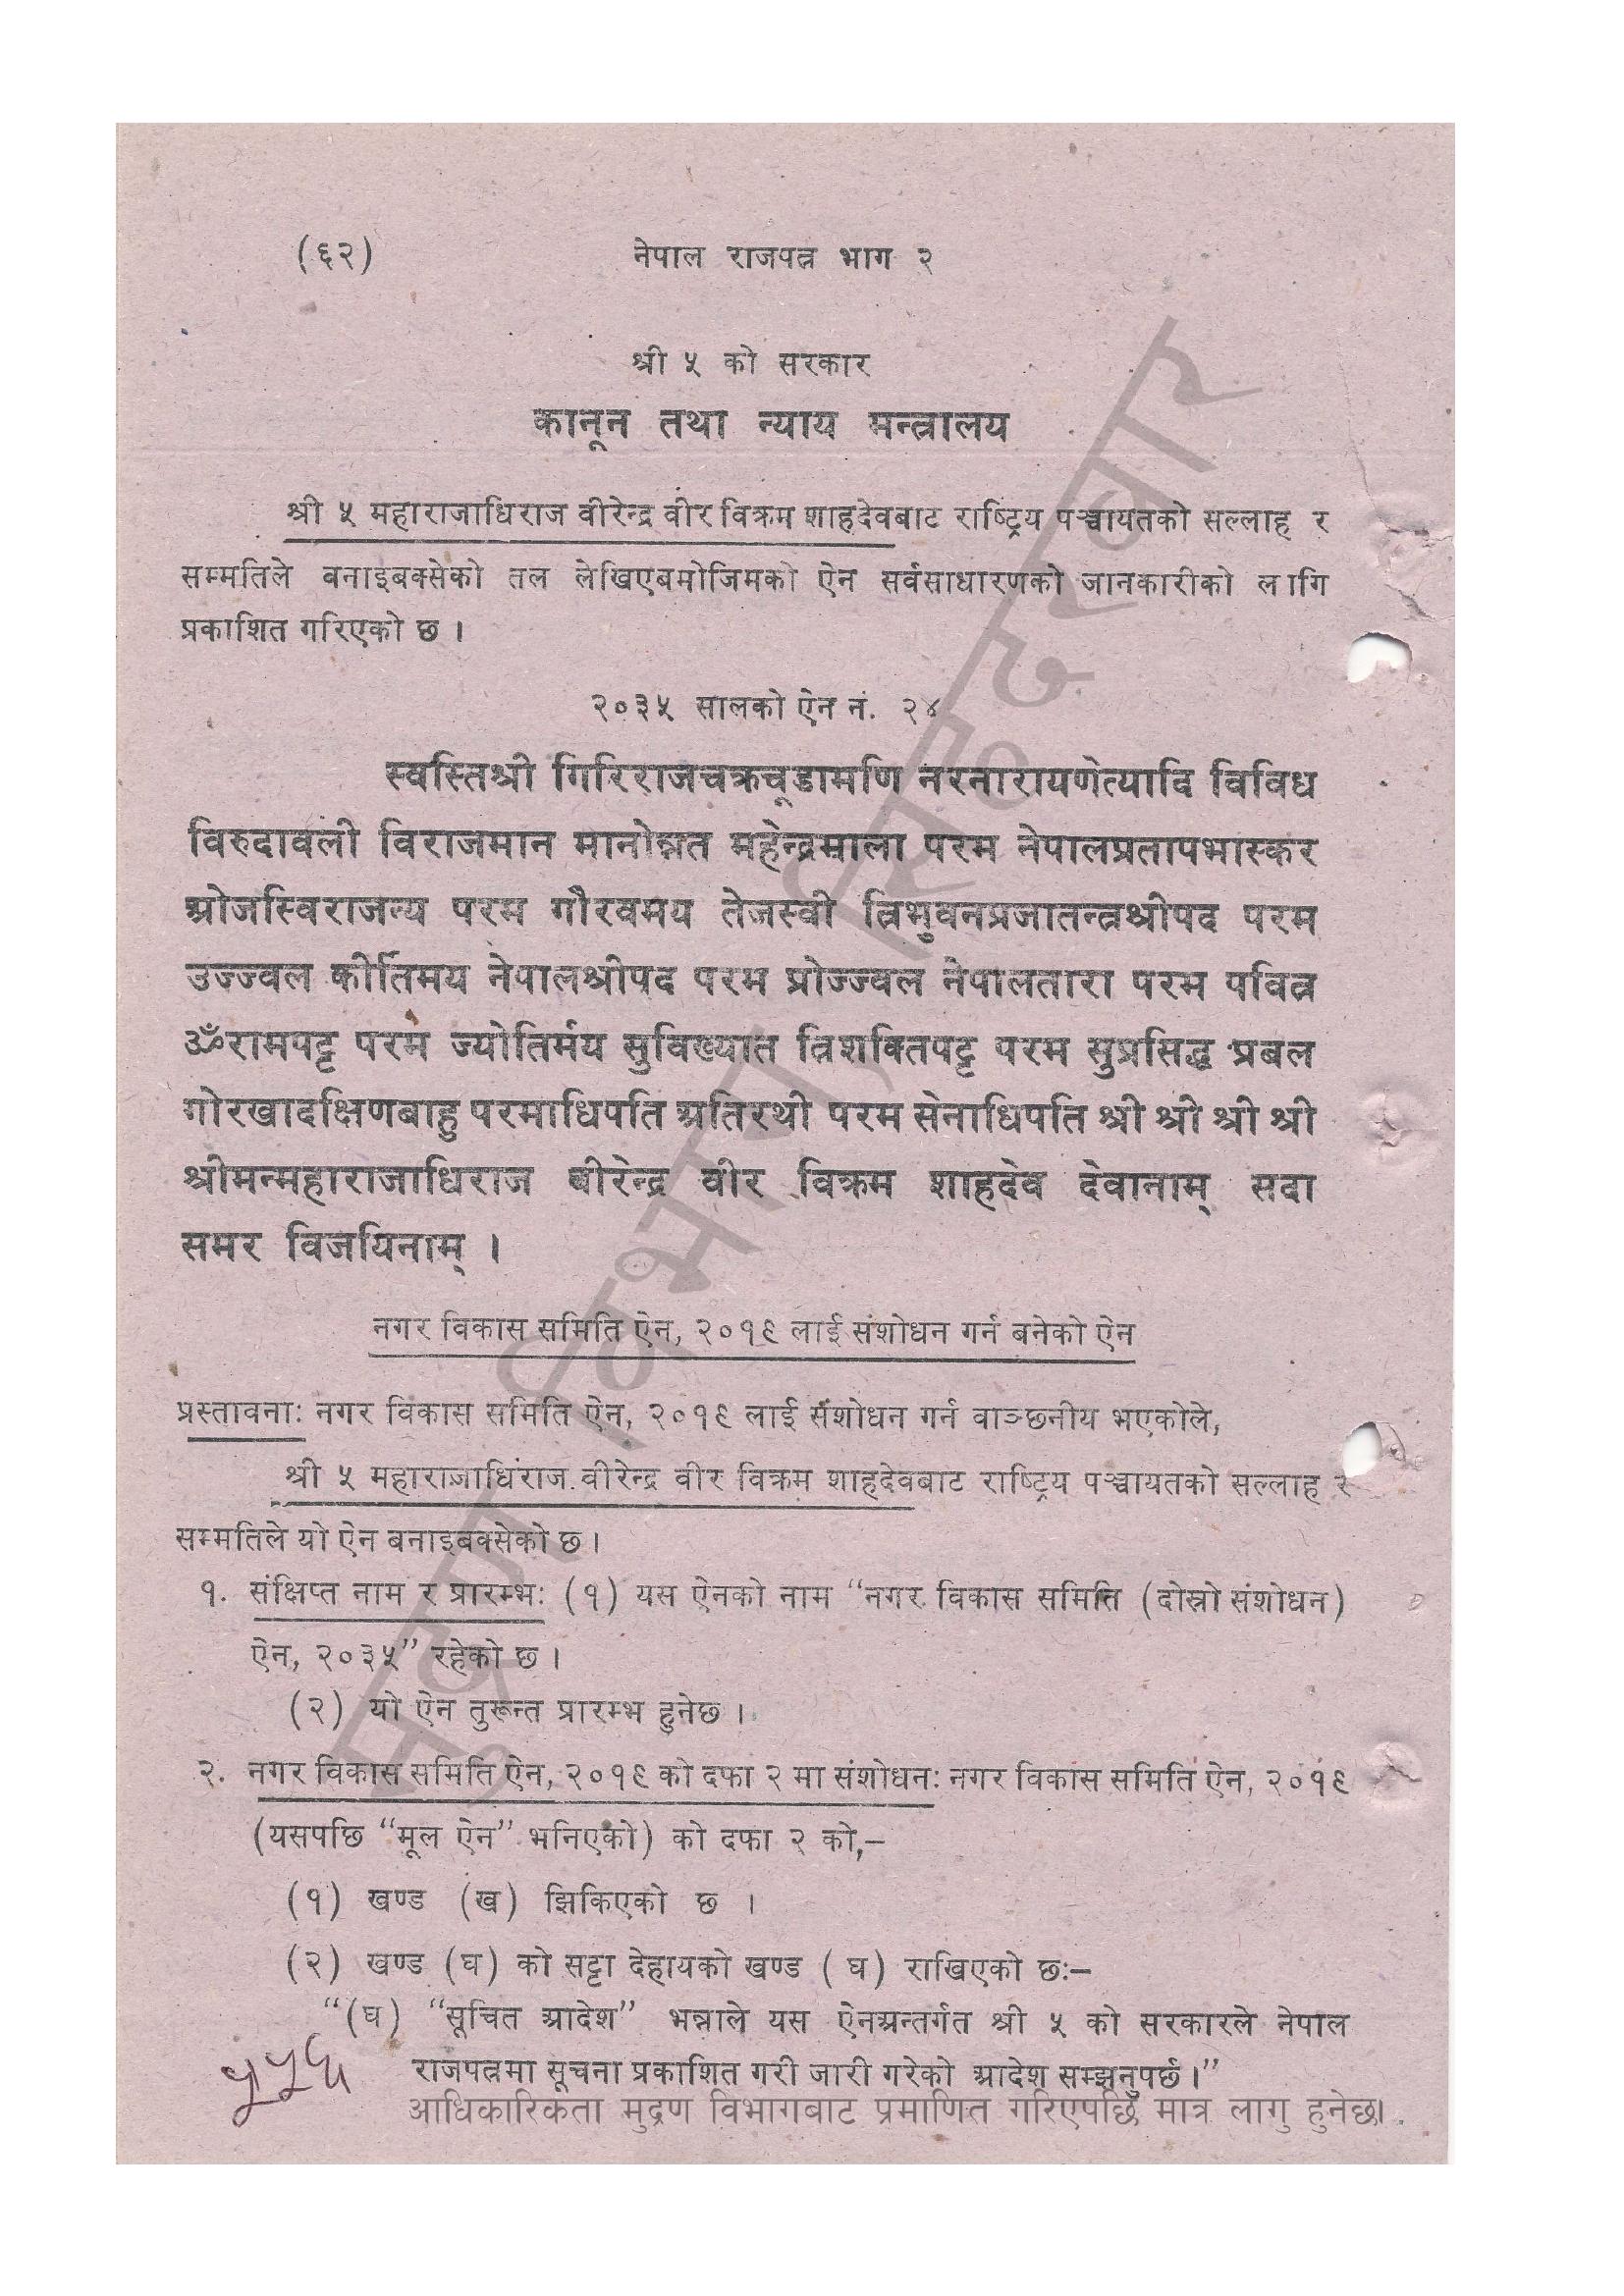 (६२) नेपाल राजपत्र भाग २
श्री ५ को सरकार
कानून तथा न्याय मन्त्रालय
श्री ५ महाराजाधिराज वीरेन्द्र वीर विक्रम शाहदेवबाट राष्ट्रिय पञ्चायतको सल्लाह र
सम्मतिले बनाइबक्सेको तल लेखिएबमोजिमको ऐन सर्वसाधारणको जानकारीको लागि
प्रकाशित गरिएको छ ।
२०३५ सालको ऐन नं. २४
स्वस्तिश्री गिरिराजचक्रचूडामणि नरनारायणेत्यादि विविध
विरुदावली विराजमान मानोन्नत महेन्द्रमाला परम नेपालप्रतापभास्कर
ओजस्विराजन्य परम गौरवमय तेजस्वी त्रिभुवनप्रजातन्त्रश्रीपद परम
उज्ज्वल कीर्तिमय नेपालश्रीपद परम प्रोज्ज्वल नेपालतारा परम पवित्र
ॐरामपट्ट परम ज्योतिर्मय सुविख्यात त्रिशक्तिपट्ट परम सुप्रसिद्ध प्रबल
गोरखादक्षिणबाहु परमाधिपति अतिरथी परम सेनाधिपति श्री श्री श्री श्री
श्रीमन्महाराजाधिराज वीरेन्द्र वीर विक्रम शाहदेव देवानाम् सदा
समर विजयिनाम् ।
नगर विकास समिति ऐन, २०१९ लाई संशोधन गर्न बनेको ऐन
प्रस्तावनाः नगर विकास समिति ऐन, २०१९ लाई संशोधन गर्न वाञ्छनीय भएकोले,
श्री ५ महाराजाधिराज वीरेन्द्र वीर विक्रम शाहदेवबाट राष्ट्रिय पञ्चायतको सल्लाह र
सम्मतिले यो ऐन बनाइबक्सेको छ ।
१. संक्षिप्त नाम र प्रारम्भः (१) यस ऐनको नाम “नगर विकास समिति (दोस्रो संशोधन)
ऐन, २०३५” रहेको छ ।
(२) यो ऐन तुरून्त प्रारम्भ हुनेछ ।
२. नगर विकास समिति ऐन, २०१९ को दफा २ मा संशोधनः नगर विकास समिति ऐन, २०१९
(यसपछि “मूल ऐन” भनिएको) को दफा २ को,–
(१) खण्ड (ख) झिकिएको छ ।
(२) खण्ड (घ) को सट्टा देहायको खण्ड (घ) राखिएको छः–
“(घ) “सूचित आदेश” भन्नाले यस ऐनअन्तर्गत श्री ५ को सरकारले नेपाल
राजपत्रमा सूचना प्रकाशित गरी जारी गरेको आदेश सम्झनुपर्छ ।”
५५६
आधिकारिकता मुद्रण विभागबाट प्रमाणित गरिएपछि मात्र लागु हुनेछ।
मुद्रण विभाग, सिंहदरबार